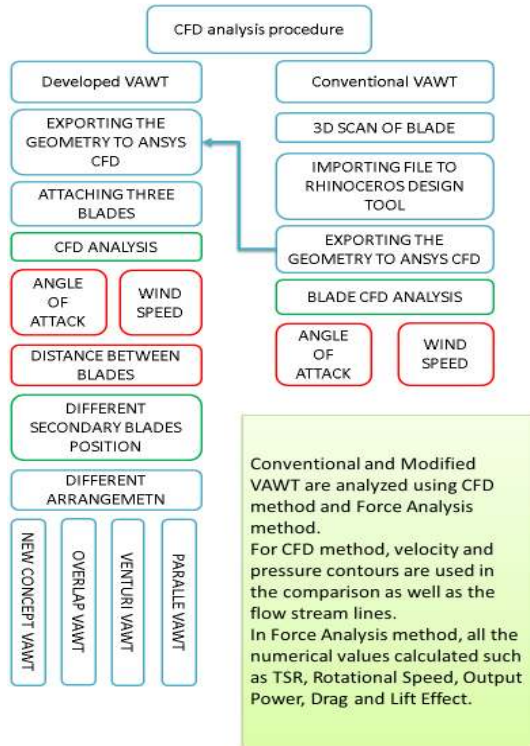 CFD analysis procedure
Developed VAWT
EXPORTING THE
GEOMETRY TO ANSYS
CFD
ATTACHING THREE
BLADES
CFD ANALYSIS
ANGLE
OF
ATTACK
WIND
SPEED
DISTANCE BETWEEN
BLADES
DIFFERENT
SECONDARY BLADES
POSITION
DIFFERENT
ARRANGEMETN
NEW CONCEPT VAWT
OVERLAP VAWT
VENTURI VAWT
PARALLE VAWT
Conventional VAWT
3D SCAN OF BLADE
IMPORTING FILE TO
RHINOCEROS DESIGN
TOOL
EXPORTING THE
GEOMETRY TO ANSYS CFD
BLADE CFD ANALYSIS
ANGLE
OF
ATTACK
WIND
SPEED
Conventional and Modified
VAWT are analyzed using CFD
method and Force Analysis
method.
For CFD method, velocity and
pressure contours are used in
the comparison as well as the
flow stream lines.
In Force Analysis method, all the
numerical values calculated such
as TSR, Rotational Speed, Output
Power, Drag and Lift Effect.